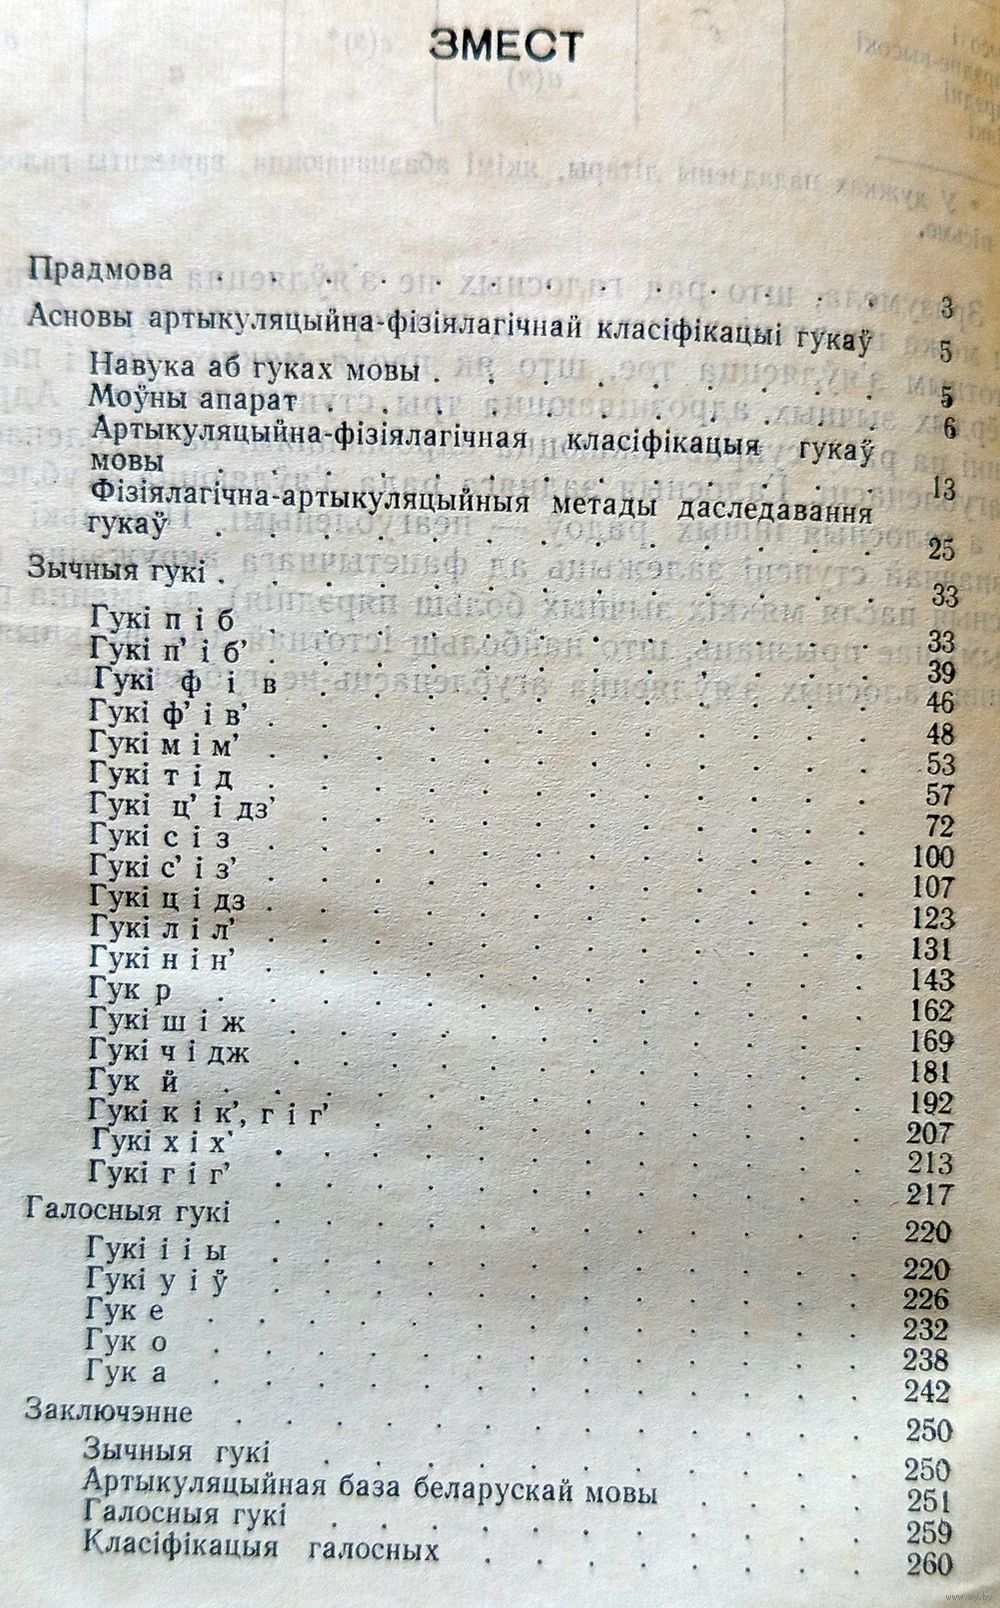 ЗМЕСТ
Прадмова . . . . . . . . . . . . 3
Асновы артыкуляцыйна-фізіялагічнай класіфікацыі гукаў 5
Навука аб гуках мовы . . . . . . . . . 5
Моўны апарат . . . . . . . . . . . 6
Артыкуляцыйна-фізіялагічная класіфікацыя гукаў
мовы . . . . . . . . . . . . . 13
Фізіялагічна-артыкуляцыйныя метады даследавання
гукаў . . . . . . . . . . . . . 25
Зычныя гукі . . . . . . . . . . . . . 33
Гукі п і б . . . . . . . . . . . . 33
Гукі п’ і б’ . . . . . . . . . . . . 39
Гукі ф і в . . . . . . . . . . . 46
Гукі ф’ і в’ . . . . . . . . . . . . 48
Гукі м і м’ . . . . . . . . . . . . 53
Гукі т і д . . . . . . . . . . . . 57
Гукі ц’ і дз’ . . . . . . . . . . . 72
Гукі с і з . . . . . . . . . . . . 100
Гукі с’ і з’ . . . . . . . . . . . . 107
Гукі ц і дз . . . . . . . . . . . . 123
Гукі л і л’ . . . . . . . . . . . . 131
Гукі н і н’ . . . . . . . . . . . . 143
Гук р . . . . . . . . . . . . . 162
Гукі ш і ж . . . . . . . . . . . . 169
Гукі ч і дж . . . . . . . . . . . . 181
Гук й . . . . . . . . . . . . . 192
Гукі к і к’, г і г’ . . . . . . . . . . 207
Гукі х і х’ . . . . . . . . . . . . 213
Гукі г і г’ . . . . . . . . . . . . 217
Галосныя гукі . . . . . . . . . . . . 220
Гукі і і ы . . . . . . . . . . . . 220
Гукі у і ў . . . . . . . . . . . . 226
Гук е . . . . . . . . . . . . . 232
Гук о . . . . . . . . . . . . . 238
Гук а . . . . . . . . . . . . . 242
Заключэнне . . . . . . . . . . . . . 250
Зычныя гукі . . . . . . . . . . . 250
Артыкуляцыйная база беларускай мовы . . . . 251
Галосныя гукі . . . . . . . . . . . 259
Класіфікацыя галосных . . . . . . . . 260
www.ay.by